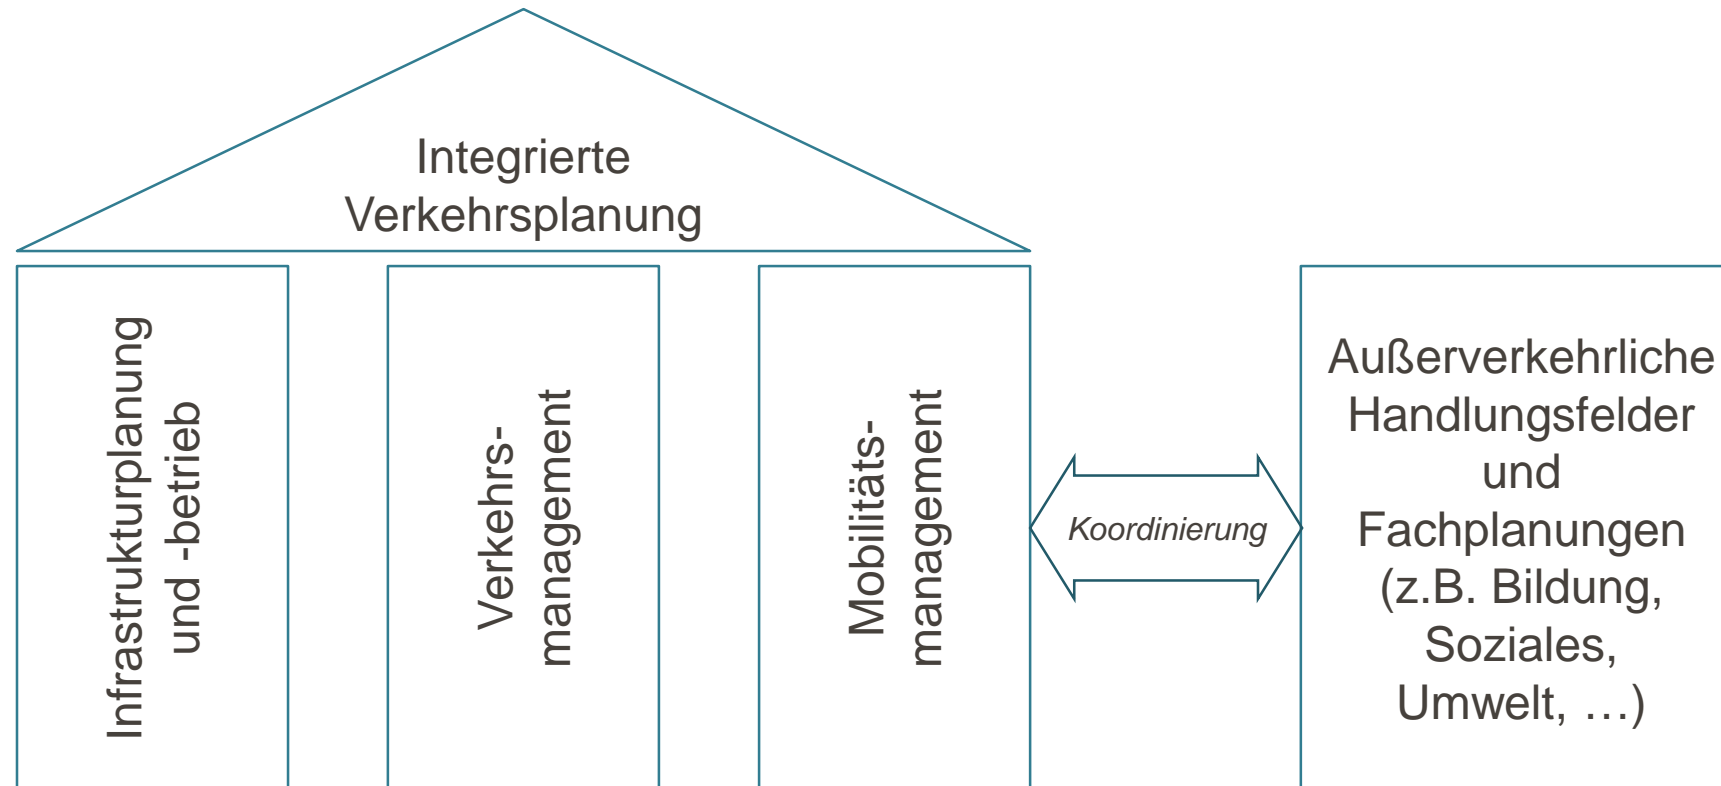 Integrierte
Verkehrsplanung
Infrastrukturplanung
und -betrieb
Verkehrs-
management
Mobilitäts-
management
Koordinierung
Außerverkehrliche
Handlungsfelder
und
Fachplanungen
(z.B. Bildung,
Soziales,
Umwelt, …)